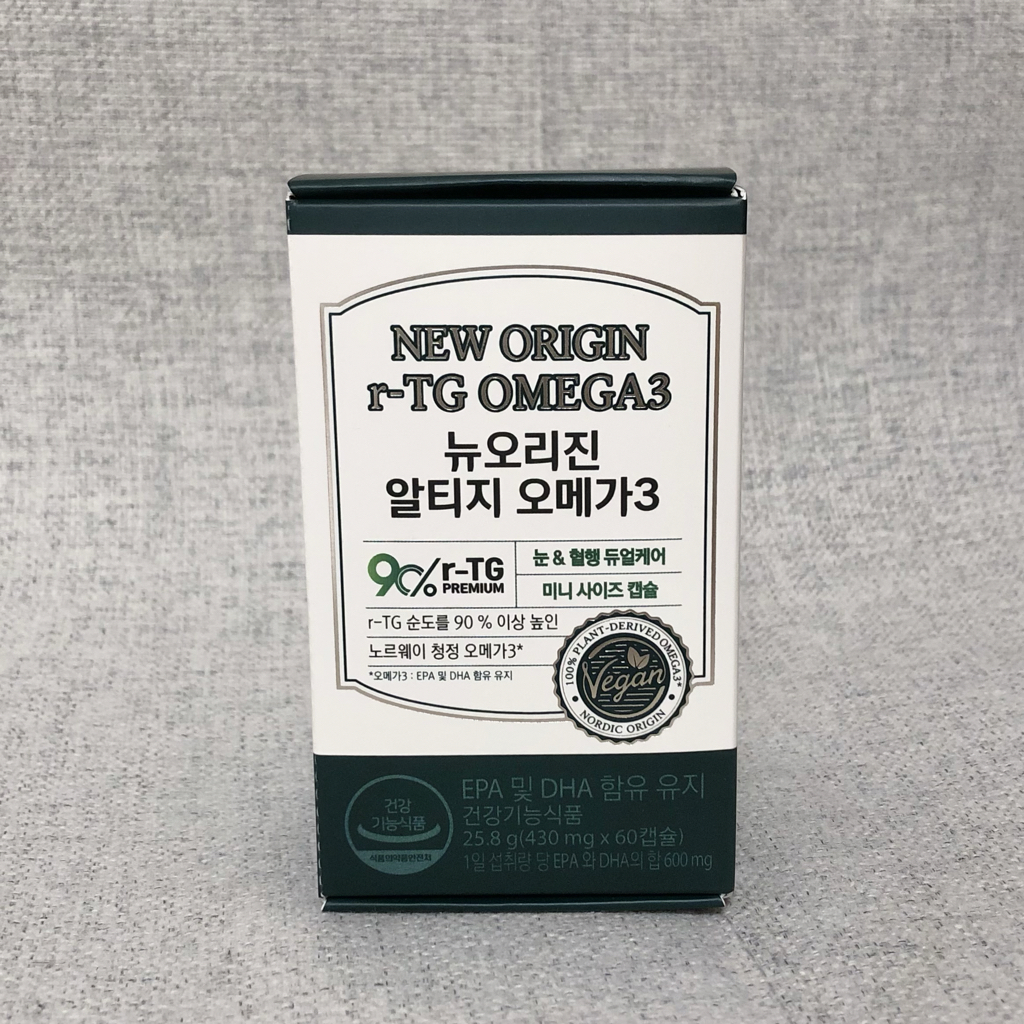 NEW ORIGIN
r-TG OMEGA3
뉴오리진
알티지 오메가3
90% r-TG
PREMIUM
눈 & 혈행 듀얼케어
미니 사이즈 캡슐
r-TG 순도를 90 % 이상 높인
노르웨이 청정 오메가3*
*오메가3 : EPA 및 DHA 함유 유지
100% PLANT-DERIVED OMEGA3*
Vegan
NORDIC ORIGIN
건강
기능식품
식품의약품안전처
EPA 및 DHA 함유 유지
건강기능식품
25.8 g(430 mg x 60캡슐)
1일 섭취량 당 EPA 와 DHA의 합 600 mg